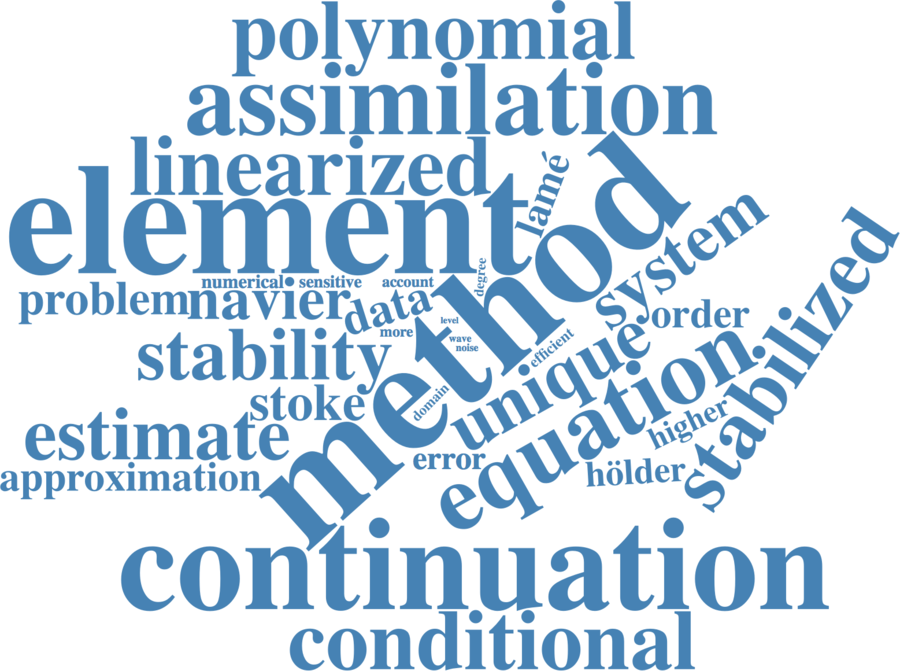 polynomial
assimilation
linearized
lamé
element
method
system
stabilized
numerical
sensitive
account
degree
problem
navier
data
level
more
wave
noise
order
efficient
unique
stability
equation
domain
stoke
higher
estimate
error
hölder
approximation
continuation
conditional